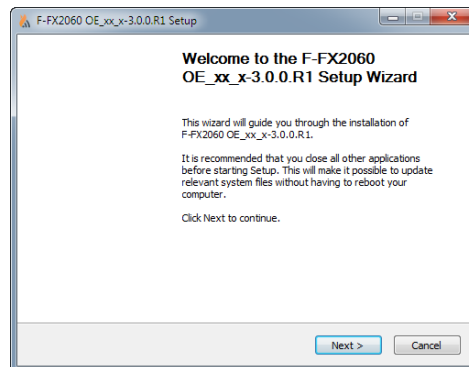 F-FX2060 OE_xx_x-3.0.0.R1 Setup
Welcome to the F-FX2060
OE_xx_x-3.0.0.R1 Setup Wizard
This wizard will guide you through the installation of
F-FX2060 OE_xx_x-3.0.0.R1.
It is recommended that you close all other applications
before starting Setup. This will make it possible to update
relevant system files without having to reboot your
computer.
Click Next to continue.
Next >
Cancel